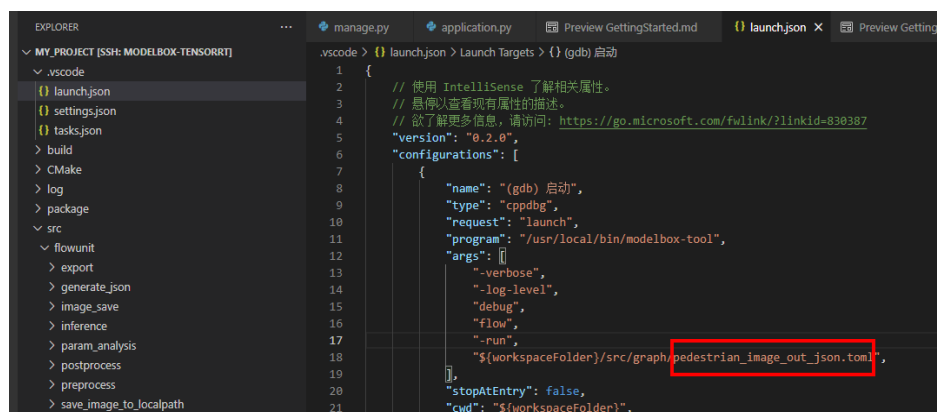 EXPLORER
...
manage.py
application.py
Preview GettingStarted.md
{} launch.json ×
Preview Getting
MY_PROJECT [SSH: MODELBOX-TENSORRT]
.vscode > {} launch.json > Launch Targets > {} (gdb) 启动
.vscode
{} launch.json
{} settings.json
{} tasks.json
> build
> CMake
> log
> package
src
flowunit
> export
> generate_json
> image_save
> inference
> param_analysis
> postprocess
> preprocess
> save_image_to_localpath
1 {
2 // 使用 IntelliSense 了解相关属性。
3 // 悬停以查看现有属性的描述。
4 // 欲了解更多信息，请访问: https://go.microsoft.com/fwlink/?linkid=830387
5 "version": "0.2.0",
6 "configurations": [
7 {
8 "name": "(gdb) 启动",
9 "type": "cppdbg",
10 "request": "launch",
11 "program": "/usr/local/bin/modelbox-tool",
12 "args": [
13 "-verbose",
14 "-log-level",
15 "debug",
16 "flow",
17 "-run",
18 "${workspaceFolder}/src/graph/pedestrian_image_out_json.toml",
19 ],
20 "stopAtEntry": false,
21 "cwd": "${workspaceFolder}",